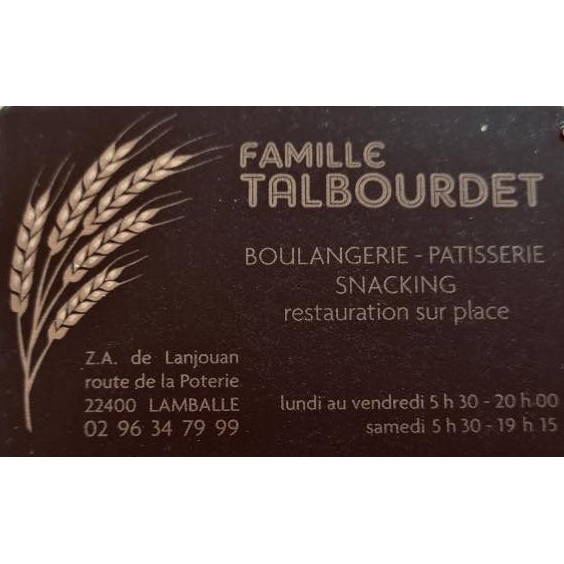 FAMILLE
TALBOURDET
BOULANGERIE - PATISSERIE
SNACKING
restauration sur place
Z.A. de Lanjouan
route de la Poterie
22400 LAMBALLE
02 96 34 79 99
lundi au vendredi 5 h 30 - 20 h 00
samedi 5 h 30 - 19 h 15